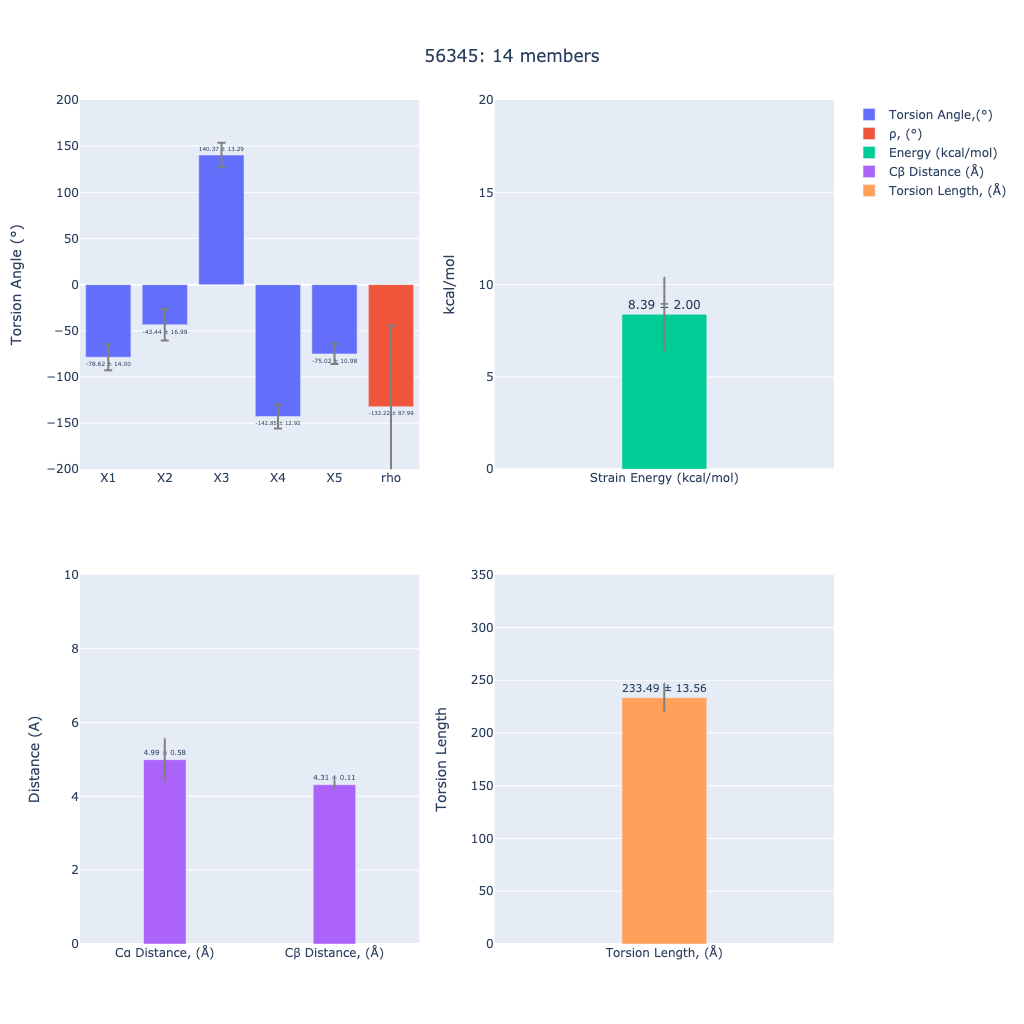 56345: 14 members
Torsion Angle (°)
200
150
100
50
0
−50
−100
−150
−200
-78.62 ± 14.00
-43.44 ± 16.99
140.37 ± 13.29
-142.85 ± 12.92
-75.02 ± 10.98
-132.22 ± 87.99
X1 X2 X3 X4 X5 rho
kcal/mol
20
15
10
5
0
8.39 ± 2.00
Strain Energy (kcal/mol)
Torsion Angle,(°)
ρ, (°)
Energy (kcal/mol)
Cβ Distance (Å)
Torsion Length, (Å)
Distance (A)
10
8
6
4
2
0
4.99 ± 0.58
4.31 ± 0.11
Cα Distance, (Å) Cβ Distance, (Å)
Torsion Length
350
300
250
200
150
100
50
0
233.49 ± 13.56
Torsion Length, (Å)